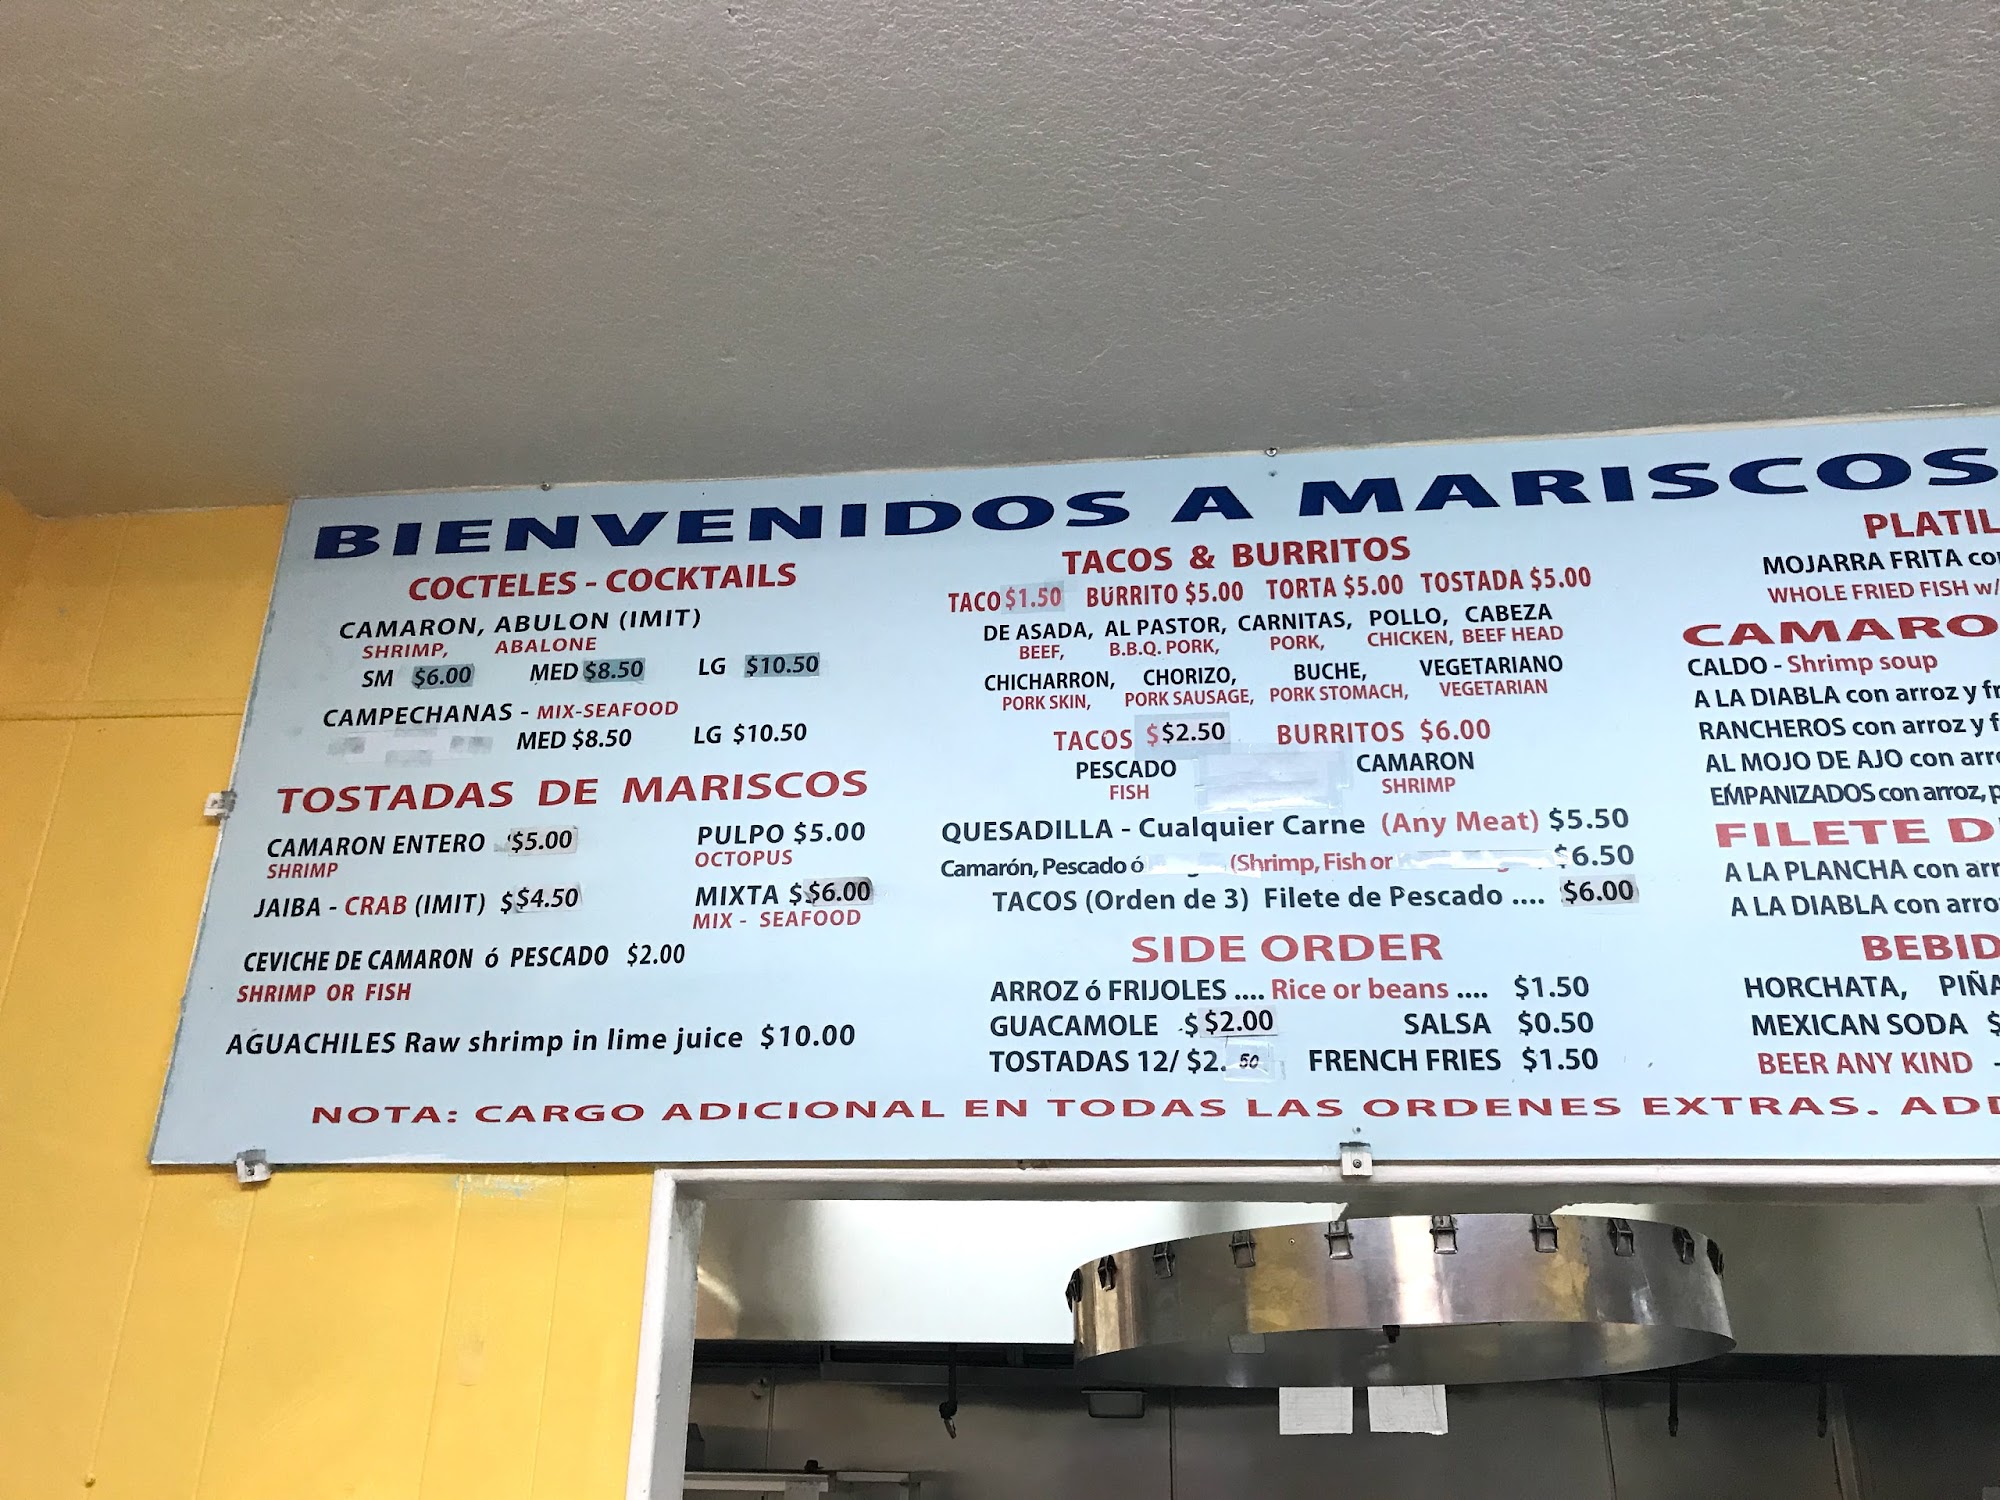 BIENVENIDOS A MARISCOS
COCTELES - COCKTAILS
CAMARON, ABULON (IMIT)
SHRIMP, ABALONE
SM $6.00 MED $8.50 LG $10.50
CAMPECHANAS - MIX-SEAFOOD
MED $8.50 LG $10.50
TOSTADAS DE MARISCOS
CAMARON ENTERO $5.00 PULPO $5.00
SHRIMP OCTOPUS
JAIBA - CRAB (IMIT) $$4.50 MIXTA $$6.00
MIX - SEAFOOD
CEVICHE DE CAMARON ó PESCADO $2.00
SHRIMP OR FISH
AGUACHILES Raw shrimp in lime juice $10.00
TACOS & BURRITOS
TACO $1.50 BURRITO $5.00 TORTA $5.00 TOSTADA $5.00
DE ASADA, AL PASTOR, CARNITAS, POLLO, CABEZA
BEEF, B.B.Q. PORK, PORK, CHICKEN, BEEF HEAD
CHICHARRON, CHORIZO, BUCHE, VEGETARIANO
PORK SKIN, PORK SAUSAGE, PORK STOMACH, VEGETARIAN
TACOS $$2.50 BURRITOS $6.00
PESCADO CAMARON
FISH SHRIMP
QUESADILLA - Cualquier Carne (Any Meat) $5.50
Camarón, Pescado ó (Shrimp, Fish or $6.50
TACOS (Orden de 3) Filete de Pescado .... $6.00
SIDE ORDER
ARROZ ó FRIJOLES .... Rice or beans .... $1.50
GUACAMOLE $$2.00 SALSA $0.50
TOSTADAS 12/ $2.50 FRENCH FRIES $1.50
PLATIL
MOJARRA FRITA co
WHOLE FRIED FISH w/
CAMARO
CALDO - Shrimp soup
A LA DIABLA con arroz y fr
RANCHEROS con arroz y f
AL MOJO DE AJO con arr
EMPANIZADOS con arroz, p
FILETE D
A LA PLANCHA con arr
A LA DIABLA con arro
BEBID
HORCHATA, PIÑA
MEXICAN SODA $
BEER ANY KIND -
NOTA: CARGO ADICIONAL EN TODAS LAS ORDENES EXTRAS. ADD